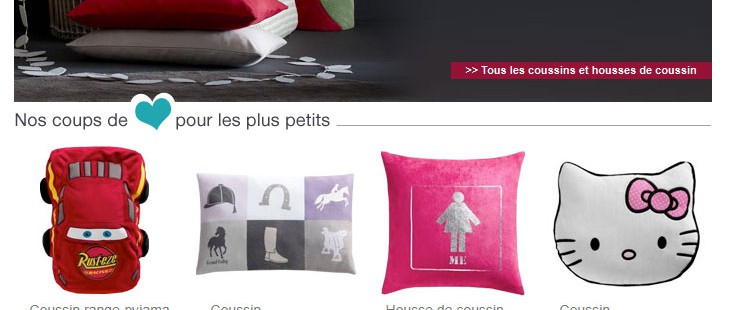 >> Tous les coussins et housses de coussin
Nos coups de pour les plus petits
Rust-eze
ME
Coussin range-pyjama
Coussin
Housse de coussin
Coussin